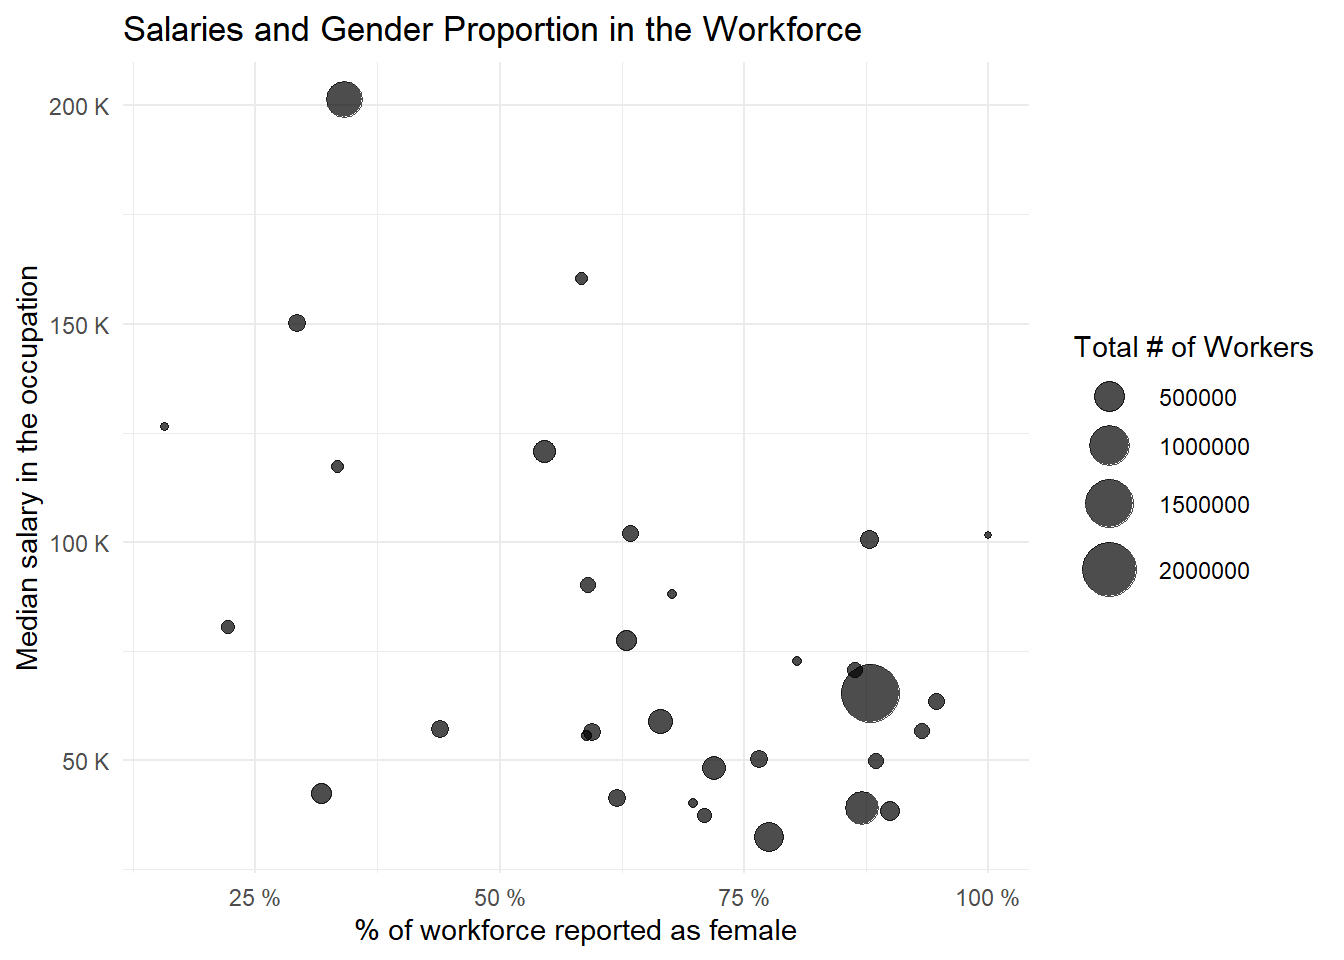 Salaries and Gender Proportion in the Workforce
200 K
150 K
100 K
50 K
Median salary in the occupation
25 %
50 %
75 %
100 %
% of workforce reported as female
Total # of Workers
500000
1000000
1500000
2000000